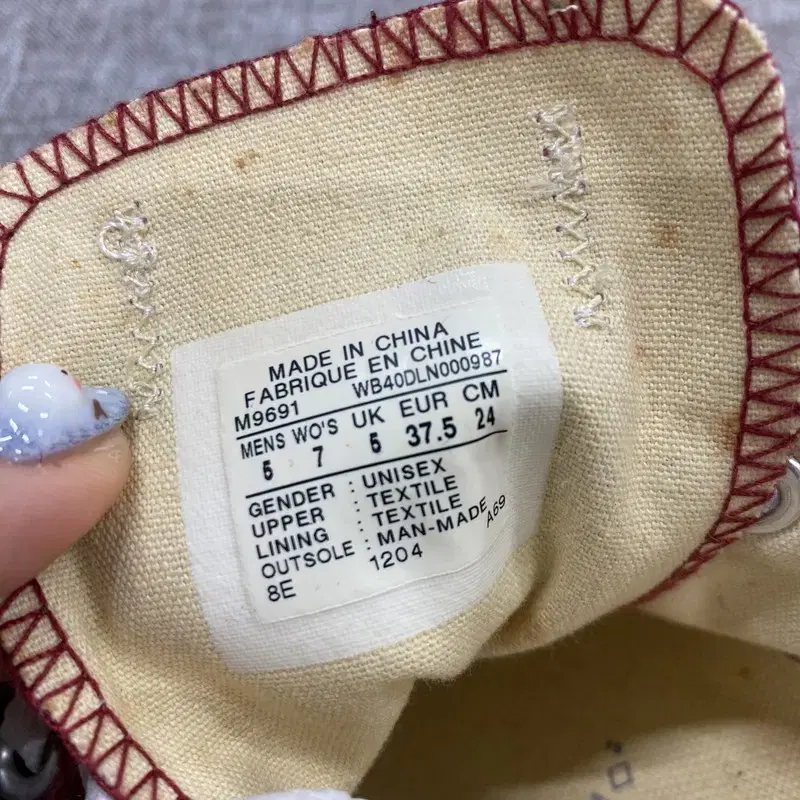 MADE IN CHINA
FABRIQUE EN CHINE
M9691 WB40DLN000987
MENS WO'S UK EUR CM
5 7 5 37.5 24
GENDER : UNISEX
UPPER : TEXTILE
LINING : TEXTILE
OUTSOLE : MAN-MADE A69
8E 1204